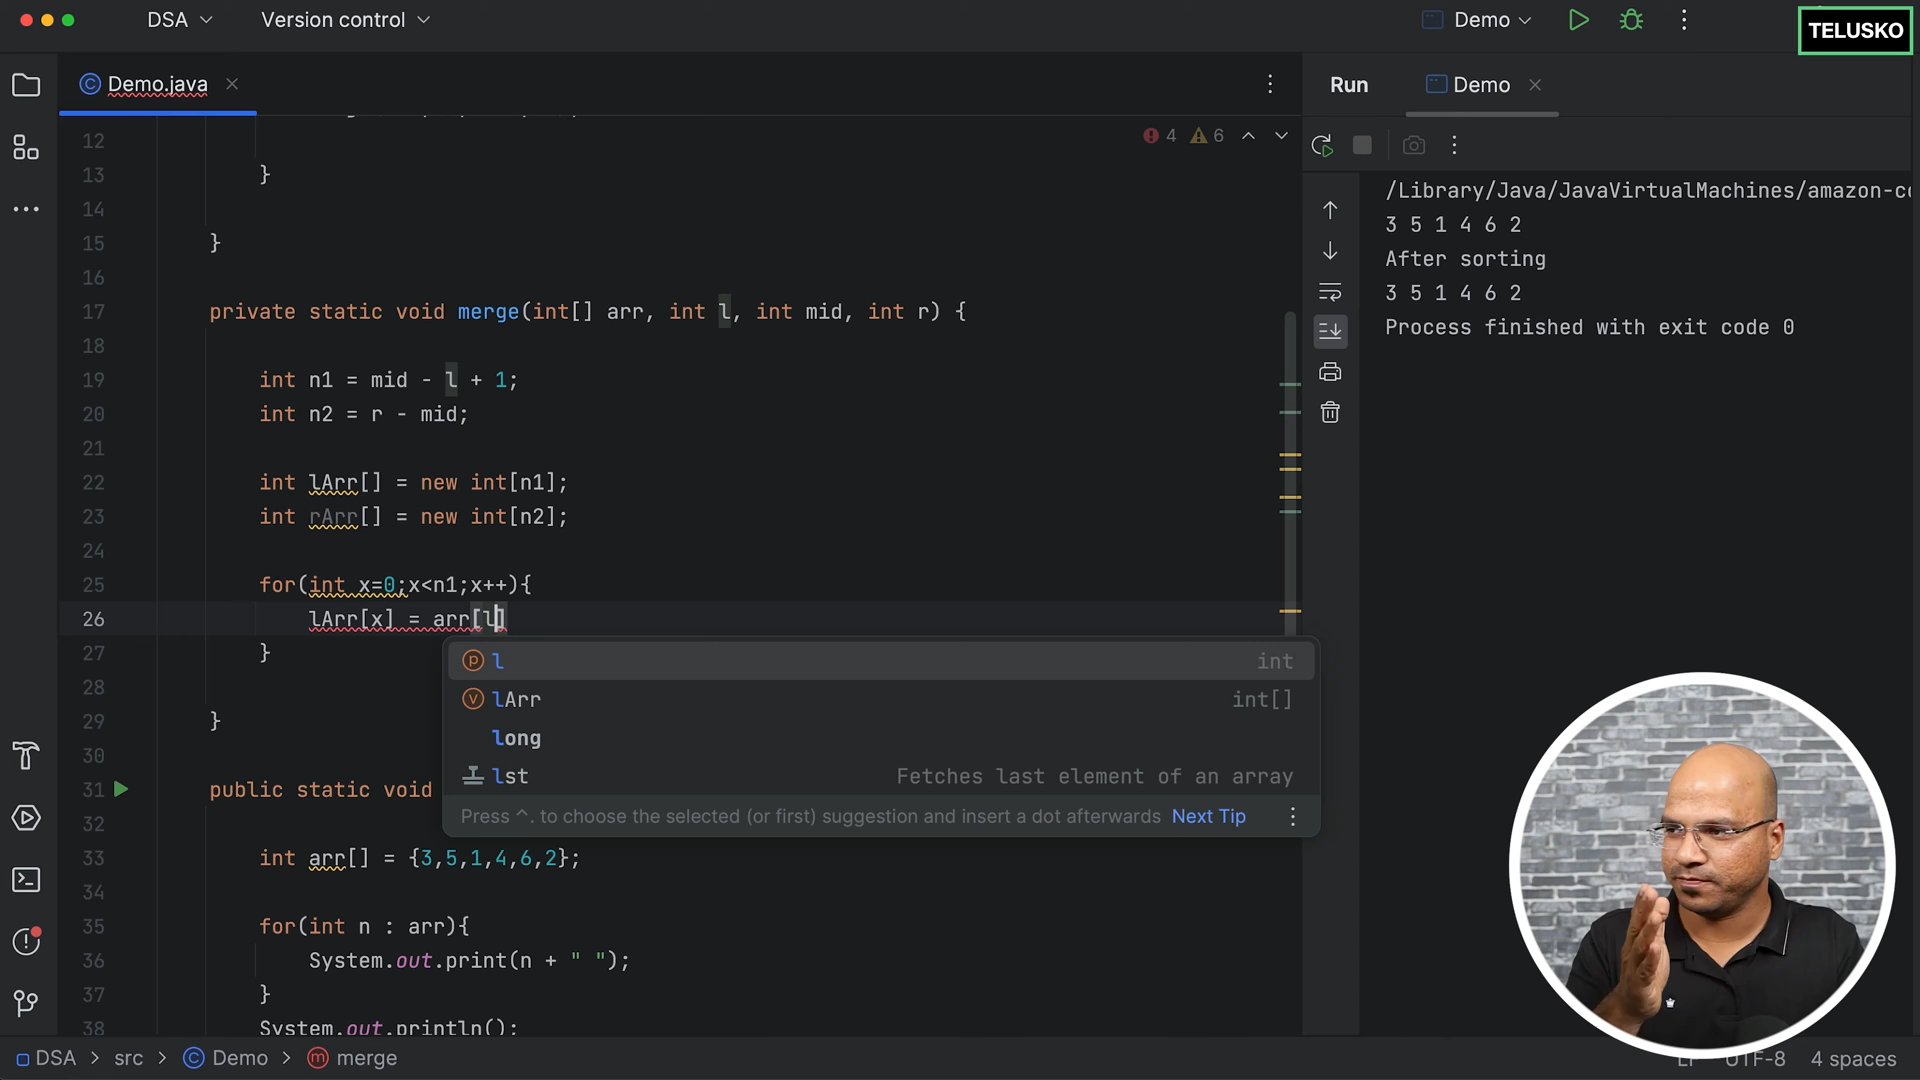 DSA
Version control
Demo
TELUSKO
Demo.java
Run
Demo
4
6
12
13 }
14
15 }
16
17 private static void merge(int[] arr, int l, int mid, int r) {
18
19 int n1 = mid - l + 1;
20 int n2 = r - mid;
21
22 int lArr[] = new int[n1];
23 int rArr[] = new int[n2];
24
25 for(int x=0;x<n1;x++){
26 lArr[x] = arr[l]
27 }
28
29 }
30
31 public static void
32
33 int arr[] = {3,5,1,4,6,2};
34
35 for(int n : arr){
36 System.out.print(n + " ");
37 }
38 System.out.println();
l int
lArr int[]
long
lst Fetches last element of an array
Press ^. to choose the selected (or first) suggestion and insert a dot afterwards Next Tip
/Library/Java/JavaVirtualMachines/amazon-co
3 5 1 4 6 2
After sorting
3 5 1 4 6 2
Process finished with exit code 0
DSA > src > Demo > merge
LF UTF-8 4 spaces